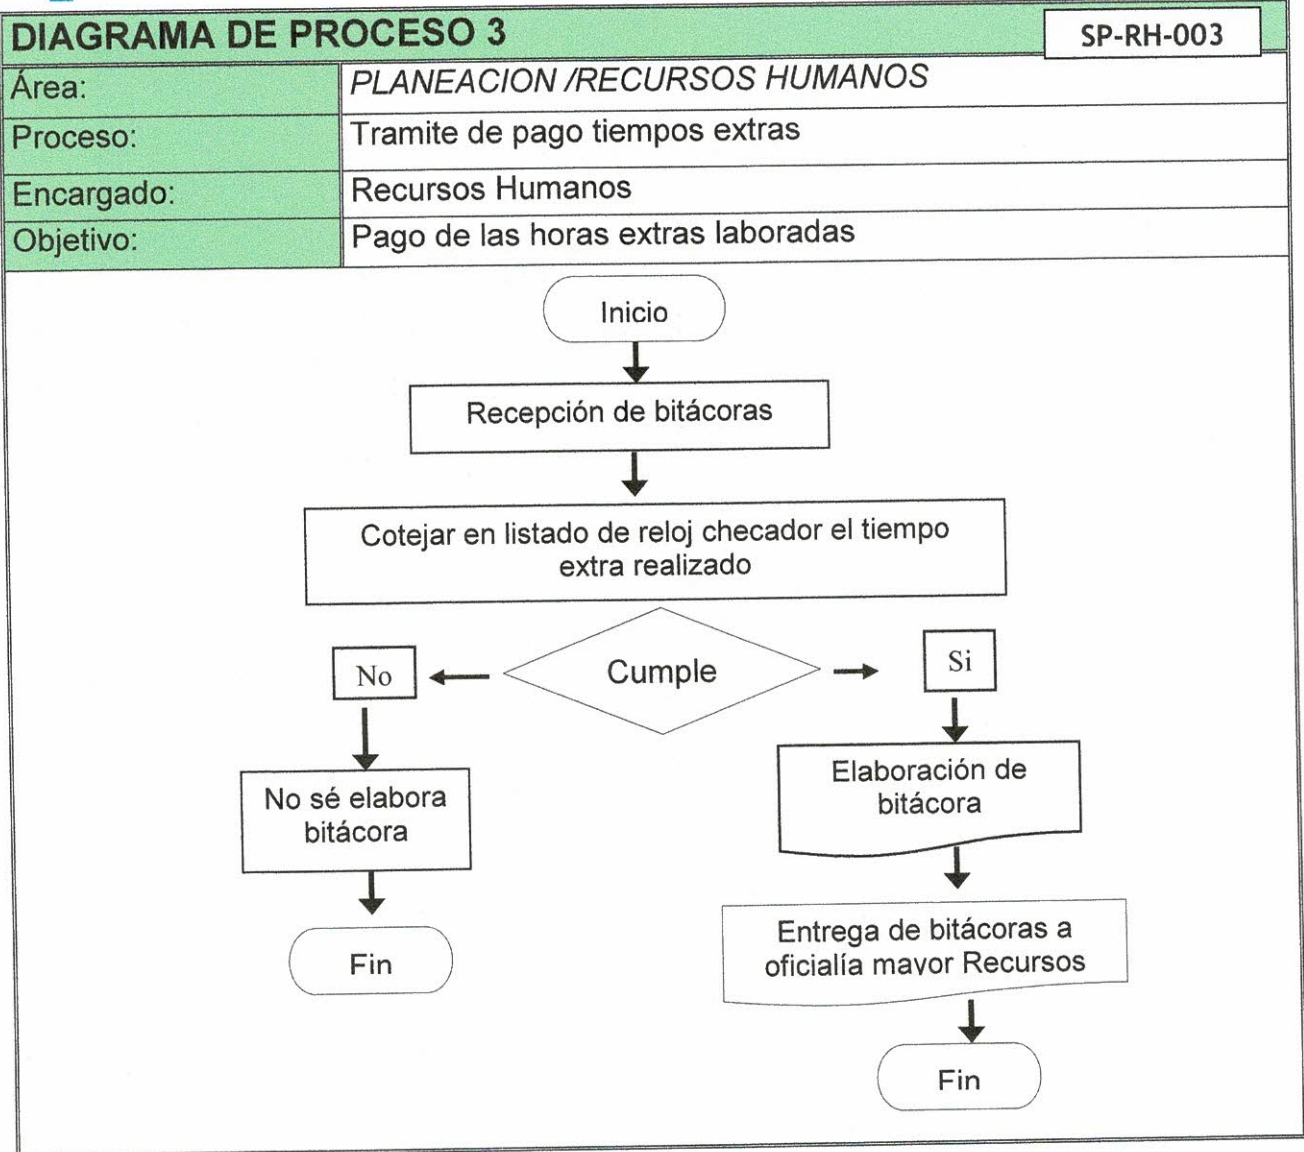 DIAGRAMA DE PROCESO 3
SP-RH-003
Área:
PLANEACION /RECURSOS HUMANOS
Proceso:
Tramite de pago tiempos extras
Encargado:
Recursos Humanos
Objetivo:
Pago de las horas extras laboradas
Inicio
Recepción de bitácoras
Cotejar en listado de reloj checador el tiempo
extra realizado
Cumple
No
Si
No sé elabora
bitácora
Elaboración de
bitácora
Entrega de bitácoras a
oficialía mayor Recursos
Fin
Fin